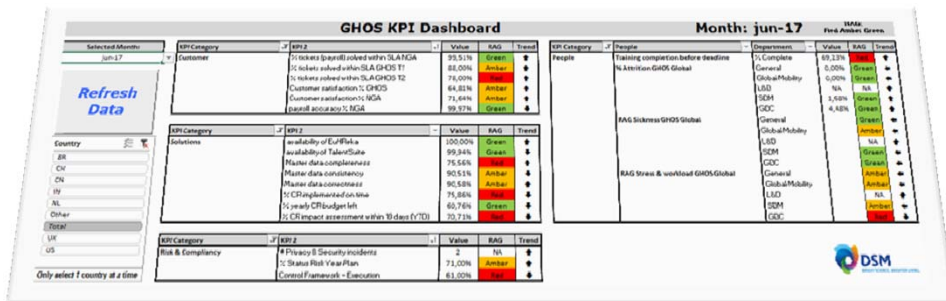 GHOS KPI Dashboard
Month: jun-17
RAG:
Red Amber Green
Selected Month:
jun-17
Refresh
Data
Country
BR
CH
CN
IN
NL
Other
Total
UK
US
Only select 1 country at a time
KPI Category KPI 2 Value RAG Trend
Customer % tickets (payroll) solved within SLA NGA 99,51% Green
% tickets solved within SLA GHOS T1 88,00% Amber
% tickets solved within SLA GHOS T2 78,00% Red
Customer satisfaction % GHOS 64,81% Amber
Customer satisfaction % NGA 71,64% Amber
payroll accuracy % NGA 99,97% Green
KPI Category KPI 2 Value RAG Trend
Solutions availability of EuHReka 100,00% Green
availability of TalentSuite 99,94% Green
Master data completeness 75,56% Red
Master data consistency 90,51% Amber
Master data correctness 90,58% Amber
% CR implemented on time 71,86% Red
% yearly CR budget left 60,76% Green
% CR impact assessment within 10 days (YTD) 70,71% Red
KPI Category KPI 2 Value RAG Trend
Risk & Compliancy # Privacy & Security incidents 2 NA
% Status Risk Year Plan 71,00% Amber
Control Framework - Execution 61,00% Red
KPI Category People Department Value RAG Trend
People Training completion before deadline % Complete 69,13% Red
% Attrition GHOS Global General 0,00% Green
Global Mobility 0,00% Green
L&D NA NA
SDM 1,58% Green
GDC 4,48% Green
RAG Sickness GHOS Global General Green
Global Mobility Amber
L&D NA
SDM Green
GDC Green
RAG Stress & workload GHOS Global General Amber
Global Mobility Amber
L&D NA
SDM Amber
GDC Red
DSM